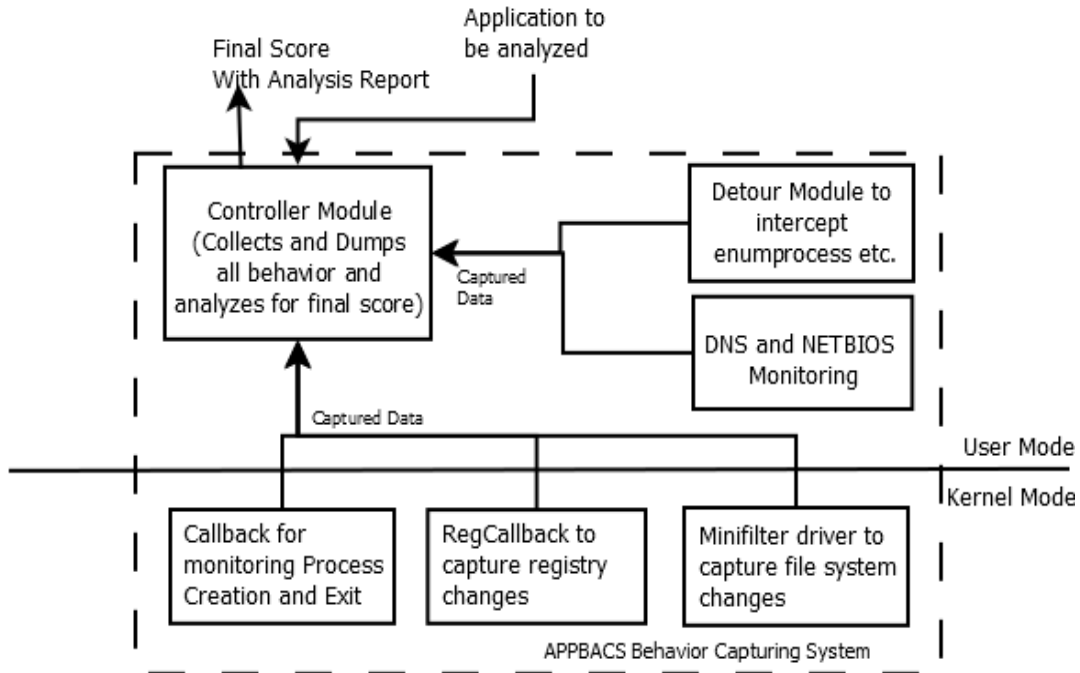 Application to
be analyzed
Final Score
With Analysis Report
Controller Module
(Collects and Dumps
all behavior and
analyzes for final score)
Detour Module to
intercept
enumprocess etc.
Captured
Data
DNS and NETBIOS
Monitoring
Captured Data
User Mode
Kernel Mode
Callback for
monitoring Process
Creation and Exit
RegCallback to
capture registry
changes
Minifilter driver to
capture file system
changes
APPBACS Behavior Capturing System